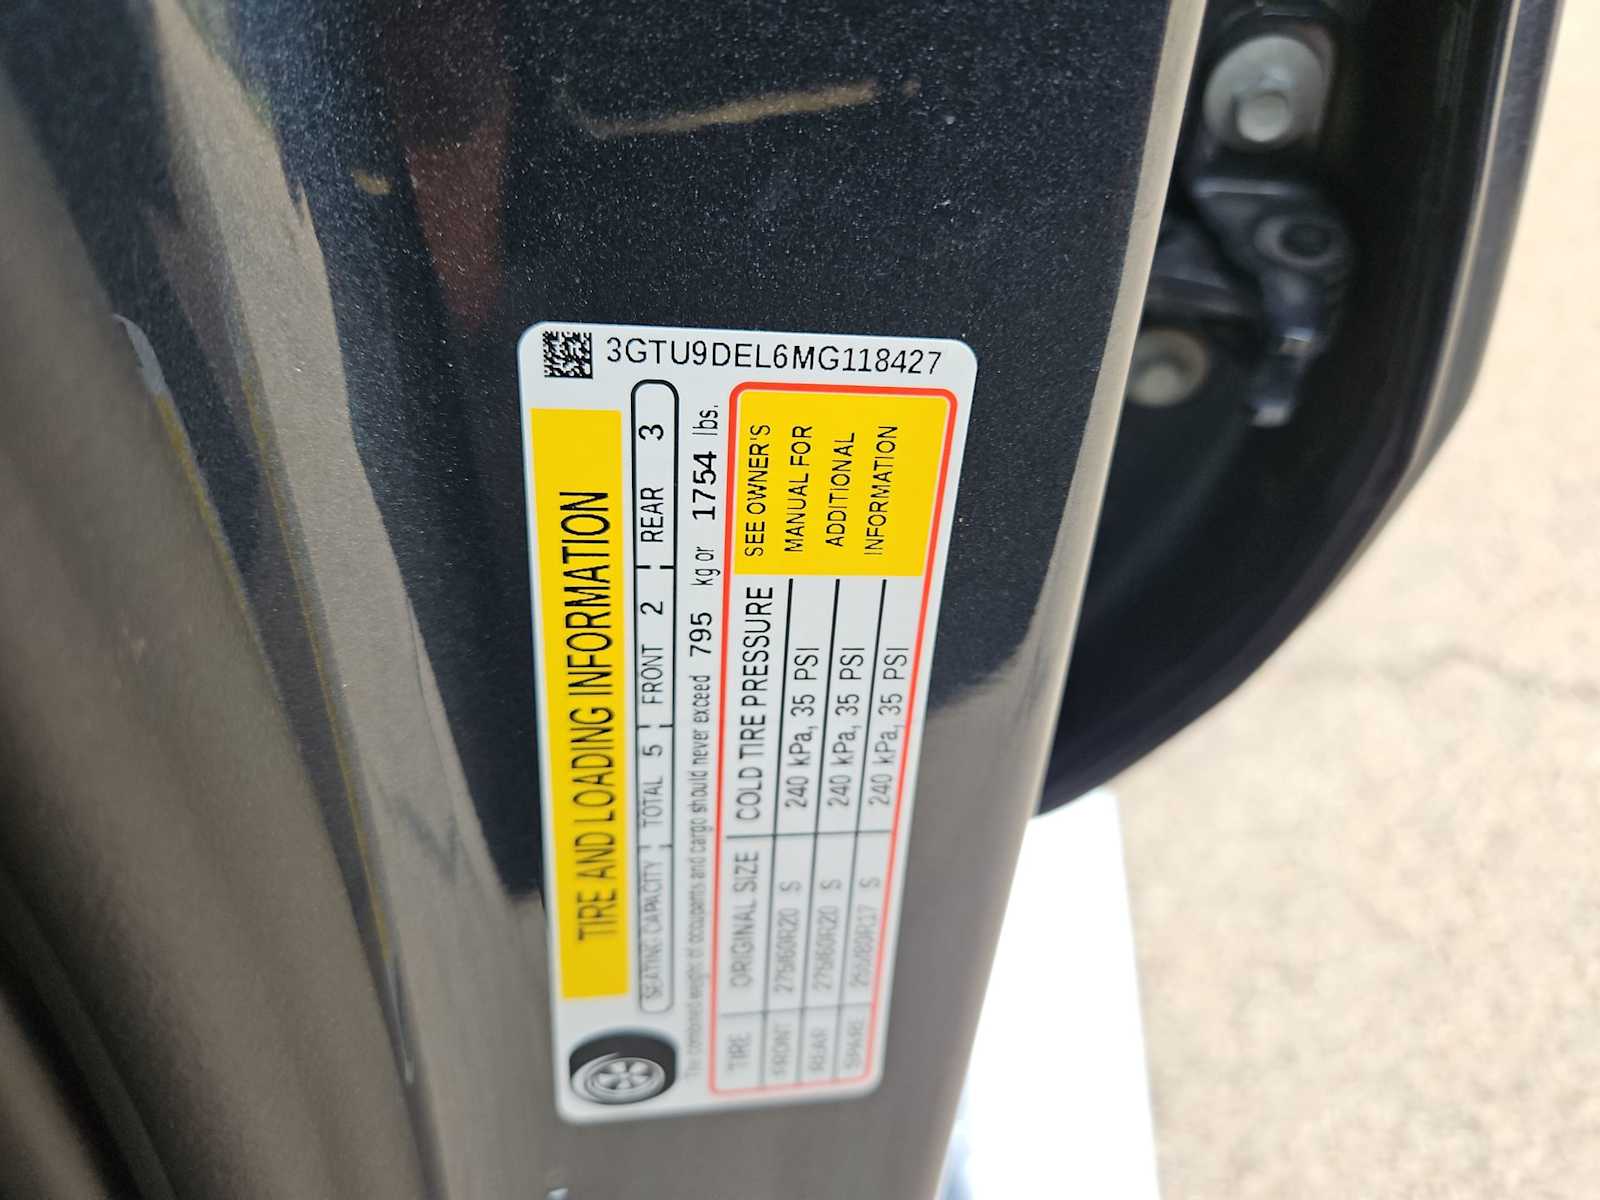 3GTU9DEL6MG118427
TIRE AND LOADING INFORMATION
SEATING CAPACITY TOTAL 5 FRONT 2 REAR 3
The combined weight of occupants and cargo should never exceed 795 kg or 1754 lbs.
TIRE ORIGINAL SIZE COLD TIRE PRESSURE
FRONT 275/60R20 S 240 kPa, 35 PSI
REAR 275/60R20 S 240 kPa, 35 PSI
SPARE S 240 kPa, 35 PSI
SEE OWNER'S
MANUAL FOR
ADDITIONAL
INFORMATION